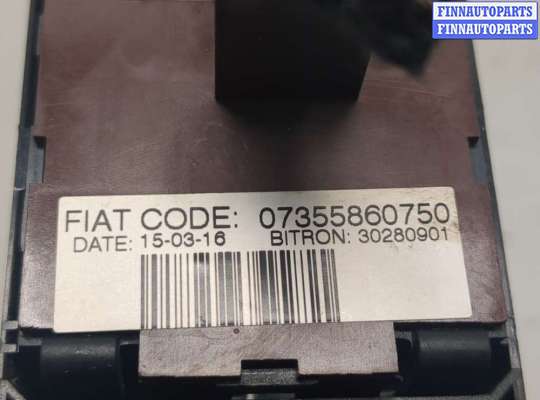 FINNAUTOPARTS
FINNAUTOPARTS
FIAT CODE: 07355860750
DATE: 15-03-16 BITRON: 30280901